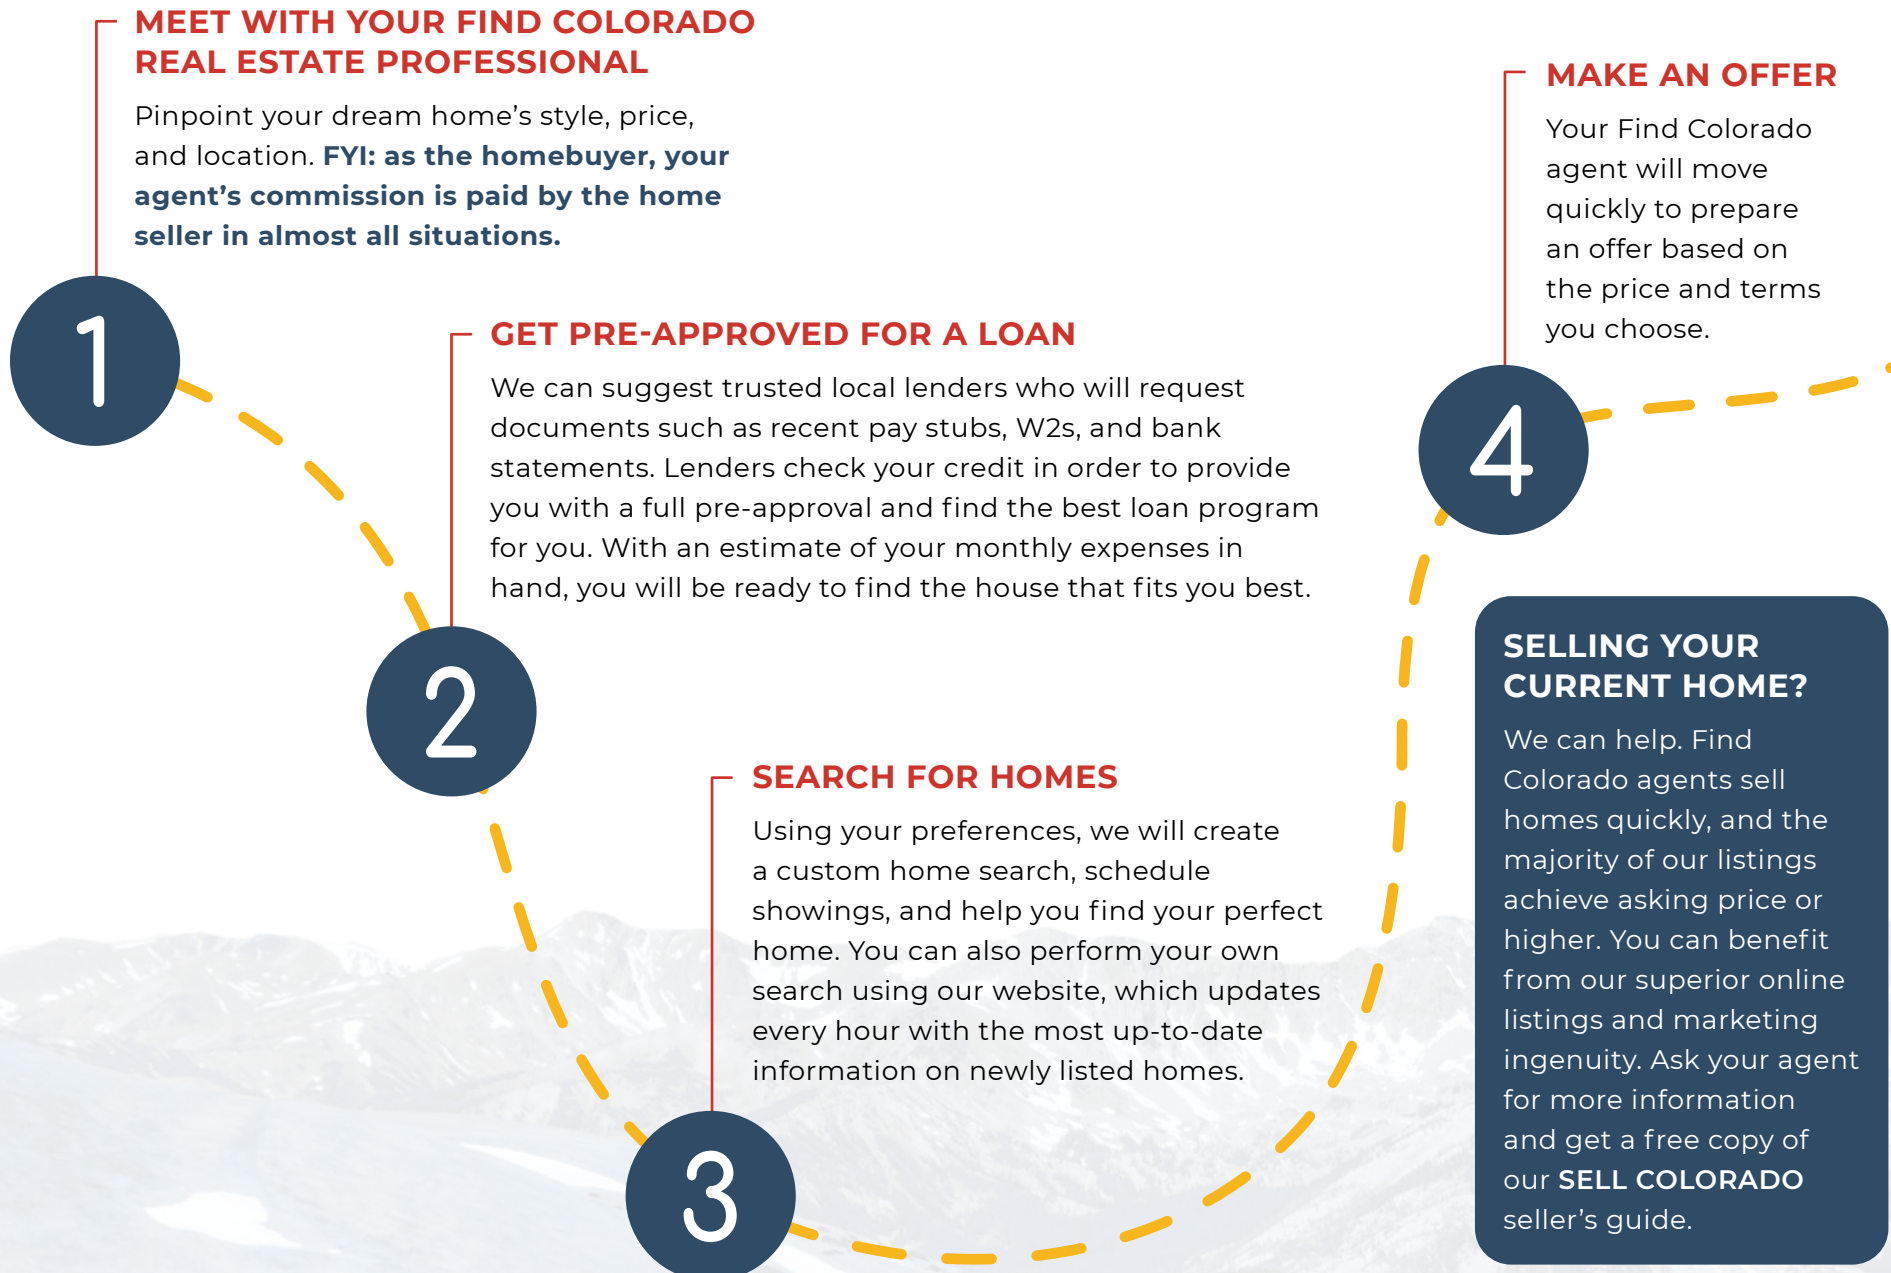 MEET WITH YOUR FIND COLORADO
REAL ESTATE PROFESSIONAL
Pinpoint your dream home’s style, price,
and location. FYI: as the homebuyer, your
agent’s commission is paid by the home
seller in almost all situations.
1
GET PRE-APPROVED FOR A LOAN
We can suggest trusted local lenders who will request
documents such as recent pay stubs, W2s, and bank
statements. Lenders check your credit in order to provide
you with a full pre-approval and find the best loan program
for you. With an estimate of your monthly expenses in
hand, you will be ready to find the house that fits you best.
2
SEARCH FOR HOMES
Using your preferences, we will create
a custom home search, schedule
showings, and help you find your perfect
home. You can also perform your own
search using our website, which updates
every hour with the most up-to-date
information on newly listed homes.
3
MAKE AN OFFER
Your Find Colorado
agent will move
quickly to prepare
an offer based on
the price and terms
you choose.
4
SELLING YOUR
CURRENT HOME?
We can help. Find
Colorado agents sell
homes quickly, and the
majority of our listings
achieve asking price or
higher. You can benefit
from our superior online
listings and marketing
ingenuity. Ask your agent
for more information
and get a free copy of
our SELL COLORADO
seller’s guide.